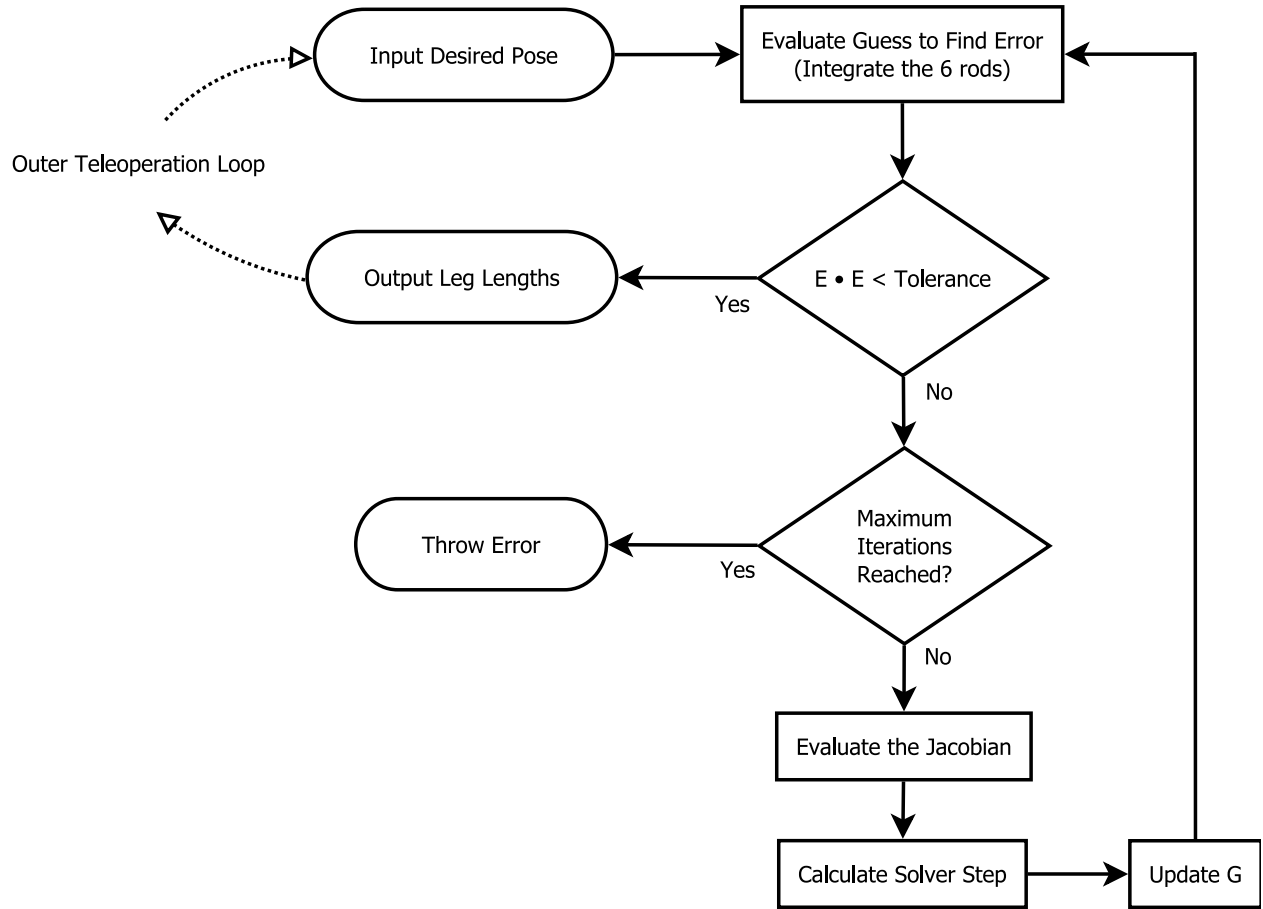 Input Desired Pose
Evaluate Guess to Find Error
(Integrate the 6 rods)
Outer Teleoperation Loop
Output Leg Lengths
Yes
E • E < Tolerance
No
Throw Error
Yes
Maximum
Iterations
Reached?
No
Evaluate the Jacobian
Calculate Solver Step
Update G